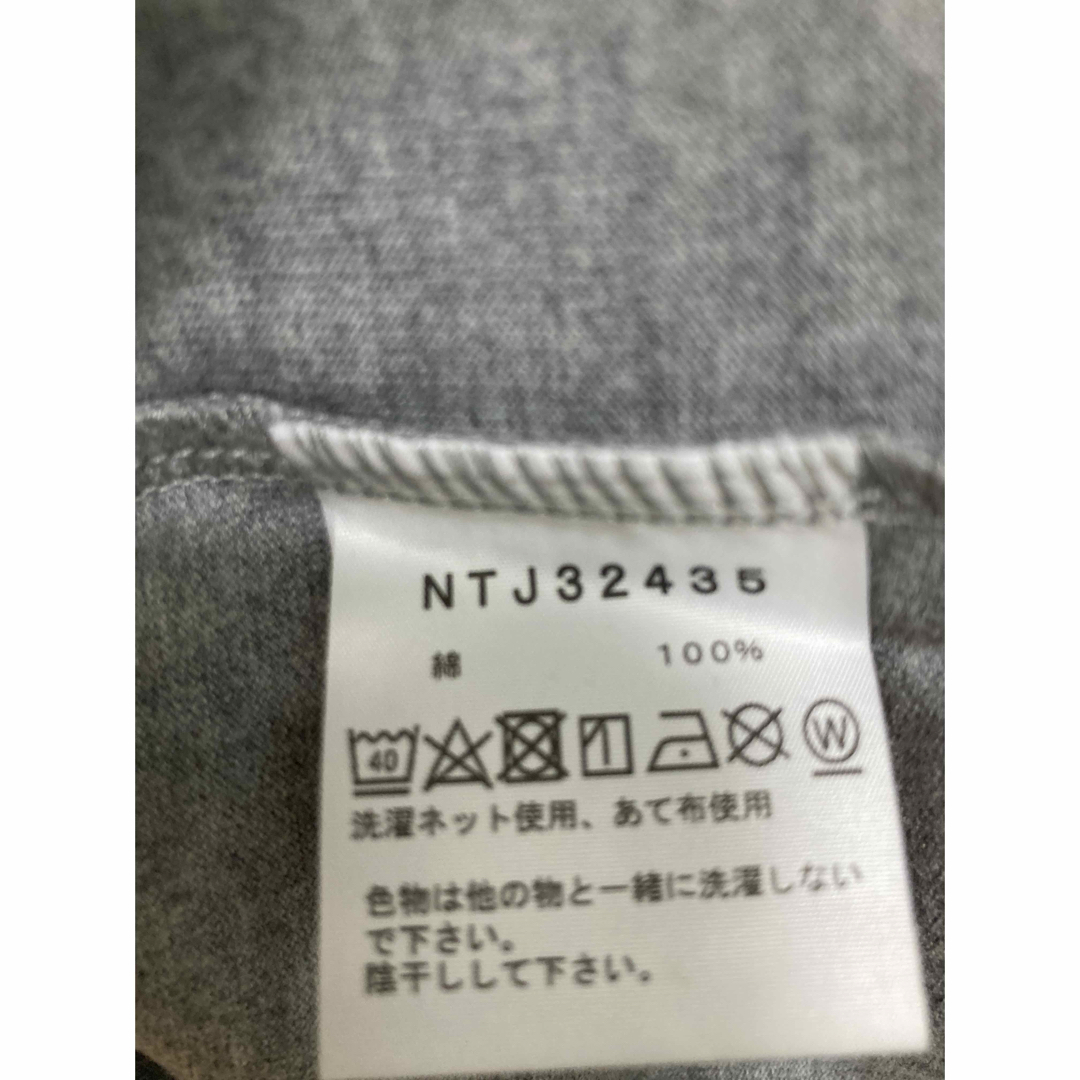 NTJ32435
綿 100%
40 W
洗濯ネット使用、あて布使用
色物は他の物と一緒に洗濯しない
で下さい。
陰干しして下さい。